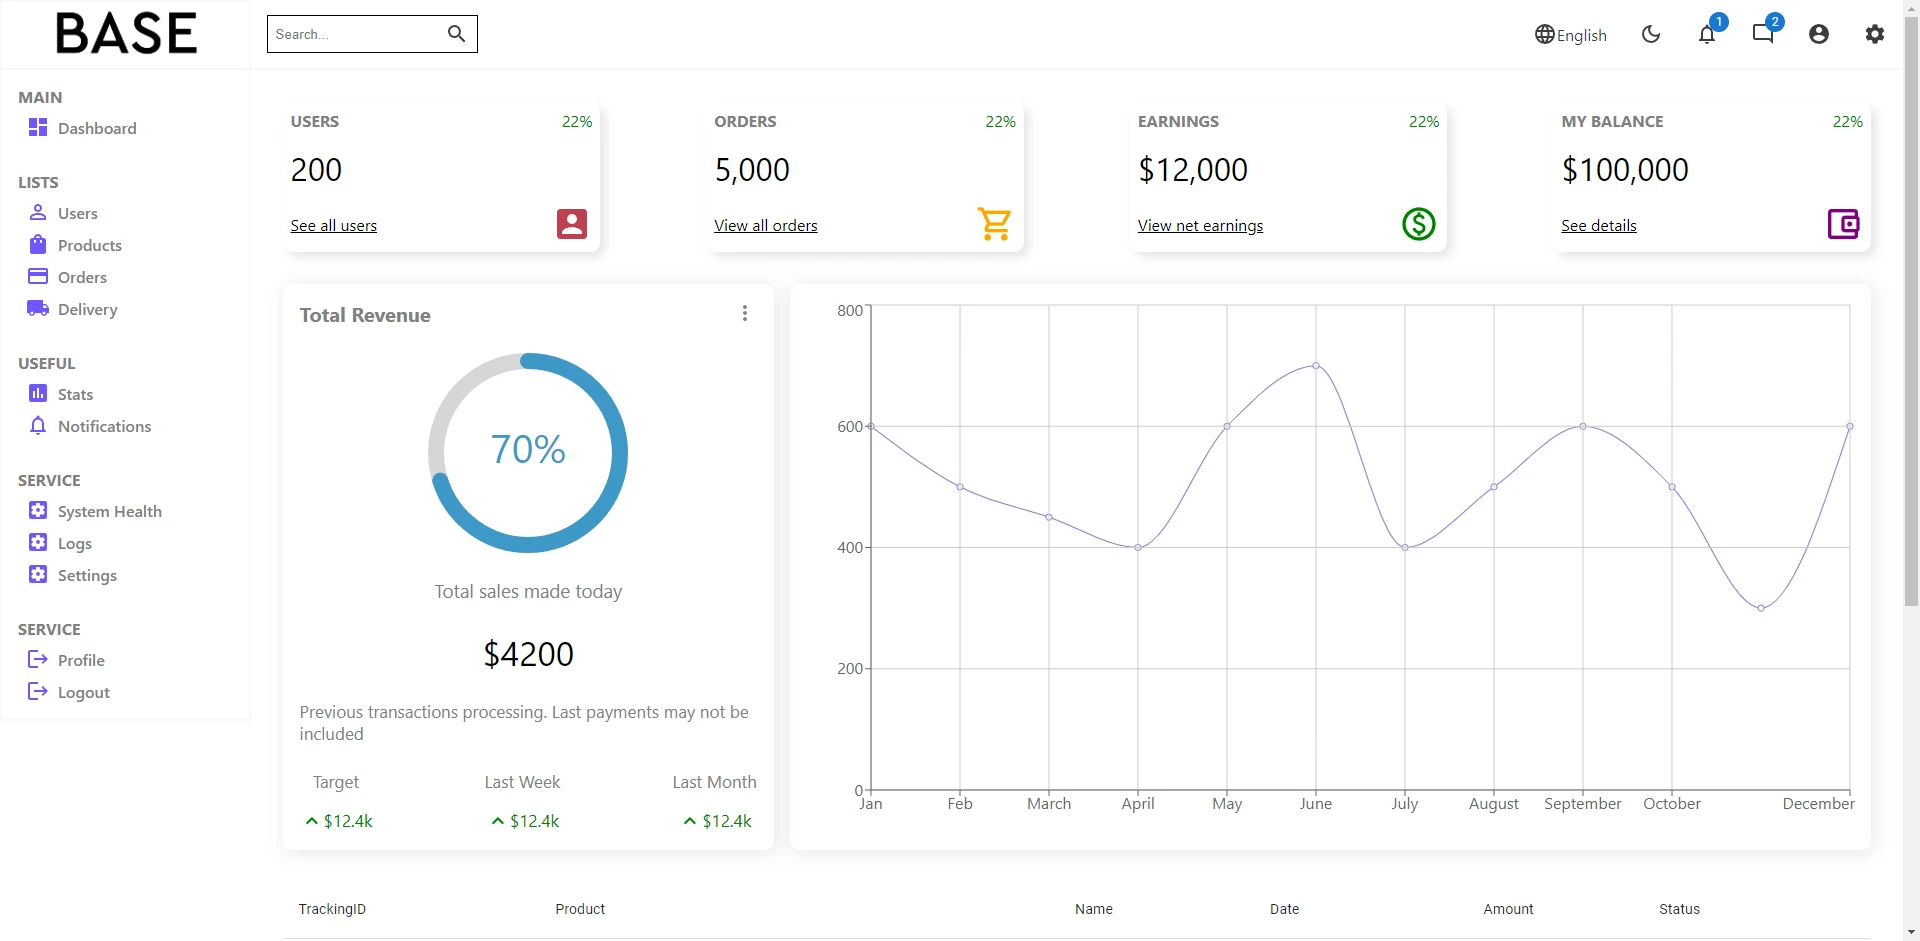 BASE
Search...
English
1
2
MAIN
Dashboard
LISTS
Users
Products
Orders
Delivery
USEFUL
Stats
Notifications
SERVICE
System Health
Logs
Settings
SERVICE
Profile
Logout
USERS 22%
200
See all users
ORDERS 22%
5,000
View all orders
EARNINGS 22%
$12,000
View net earnings
MY BALANCE 22%
$100,000
See details
Total Revenue
70%
Total sales made today
$4200
Previous transactions processing. Last payments may not be
included
Target Last Week Last Month
$12.4k $12.4k $12.4k
800
600
400
200
0
Jan Feb March April May June July August September October December
TrackingID Product Name Date Amount Status